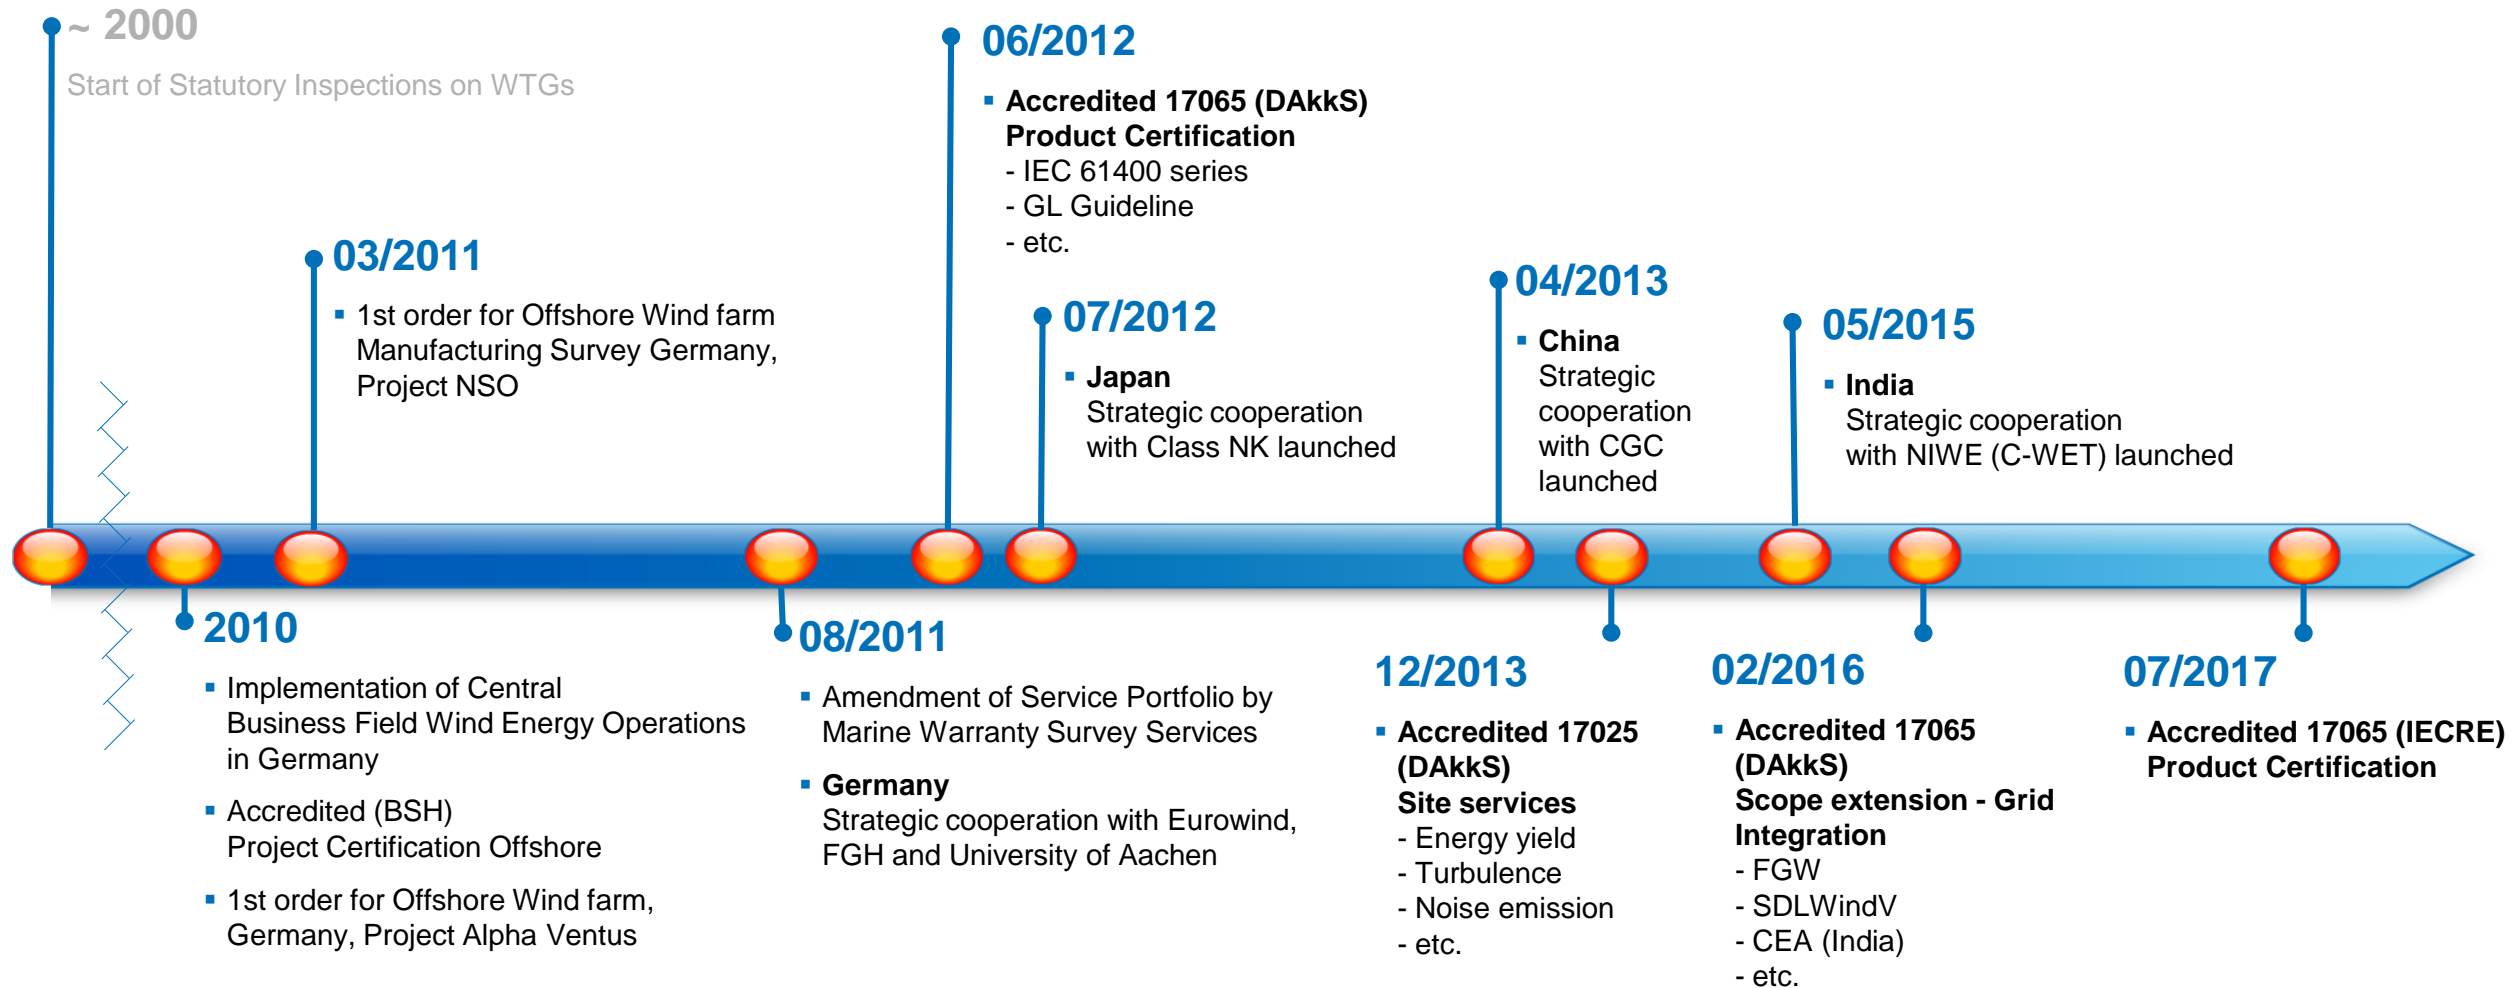 ~ 2000
Start of Statutory Inspections on WTGs
2010
▪ Implementation of Central
Business Field Wind Energy Operations
in Germany
▪ Accredited (BSH)
Project Certification Offshore
▪ 1st order for Offshore Wind farm,
Germany, Project Alpha Ventus
03/2011
▪ 1st order for Offshore Wind farm
Manufacturing Survey Germany,
Project NSO
08/2011
▪ Amendment of Service Portfolio by
Marine Warranty Survey Services
▪ Germany
Strategic cooperation with Eurowind,
FGH and University of Aachen
06/2012
▪ Accredited 17065 (DAkkS)
Product Certification
- IEC 61400 series
- GL Guideline
- etc.
07/2012
▪ Japan
Strategic cooperation
with Class NK launched
04/2013
▪ China
Strategic
cooperation
with CGC
launched
12/2013
▪ Accredited 17025
(DAkkS)
Site services
- Energy yield
- Turbulence
- Noise emission
- etc.
05/2015
▪ India
Strategic cooperation
with NIWE (C-WET) launched
02/2016
▪ Accredited 17065
(DAkkS)
Scope extension - Grid
Integration
- FGW
- SDLWindV
- CEA (India)
- etc.
07/2017
▪ Accredited 17065 (IECRE)
Product Certification